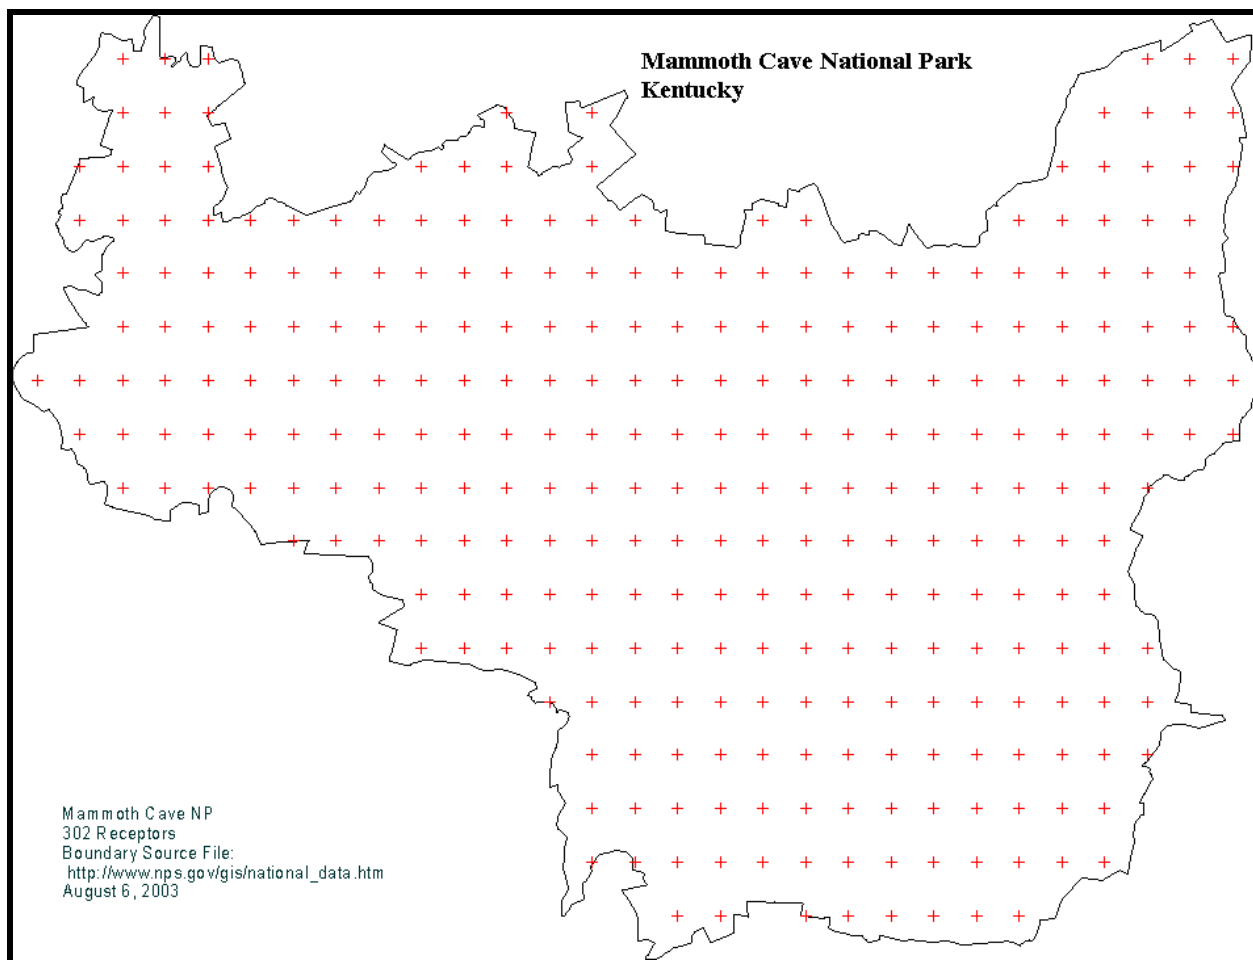 Mammoth Cave National Park
Kentucky
Mammoth Cave NP
302 Receptors
Boundary Source File:
http://www.nps.gov/gis/national_data.htm
August 6, 2003